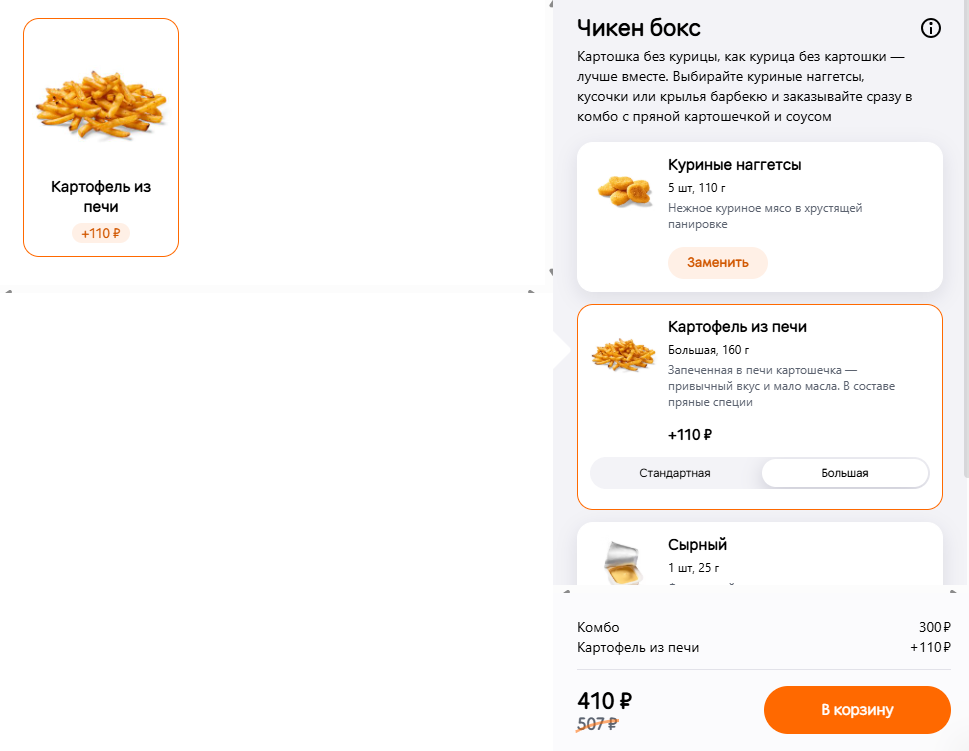 Картофель из
печи
+110 ₽
Чикен бокс
Картошка без курицы, как курица без картошки —
лучше вместе. Выбирайте куриные наггетсы,
кусочки или крылья барбекю и заказывайте сразу в
комбо с пряной картошечкой и соусом
Куриные наггетсы
5 шт, 110 г
Нежное куриное мясо в хрустящей
панировке
Заменить
Картофель из печи
Большая, 160 г
Запеченная в печи картошечка —
привычный вкус и мало масла. В составе
пряные специи
+110 ₽
Стандартная
Большая
Сырный
1 шт, 25 г
Комбо 300 ₽
Картофель из печи +110 ₽
410 ₽
507 ₽
В корзину